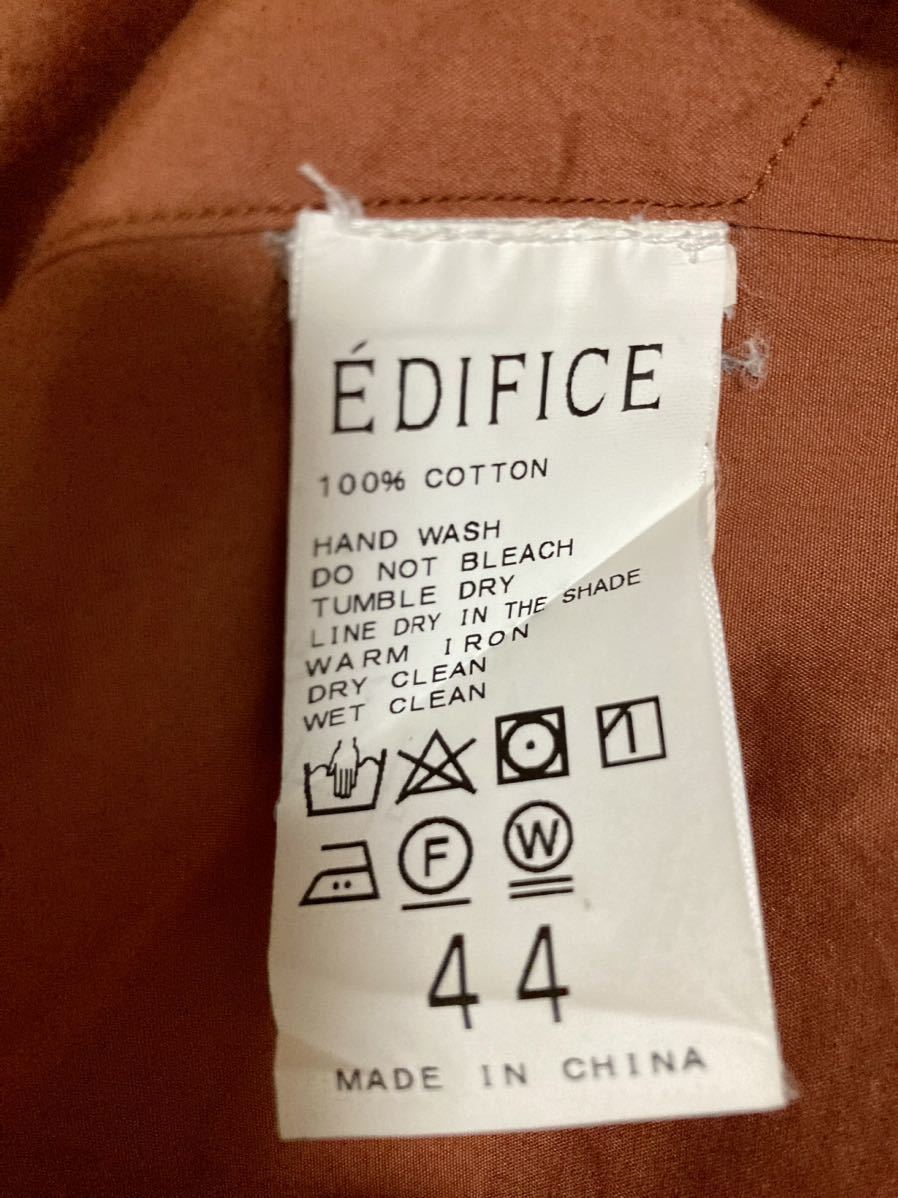 ÉDIFICE
100% COTTON
HAND WASH
DO NOT BLEACH
TUMBLE DRY
LINE DRY IN THE SHADE
WARM IRON
DRY CLEAN
WET CLEAN
F W
44
MADE IN CHINA